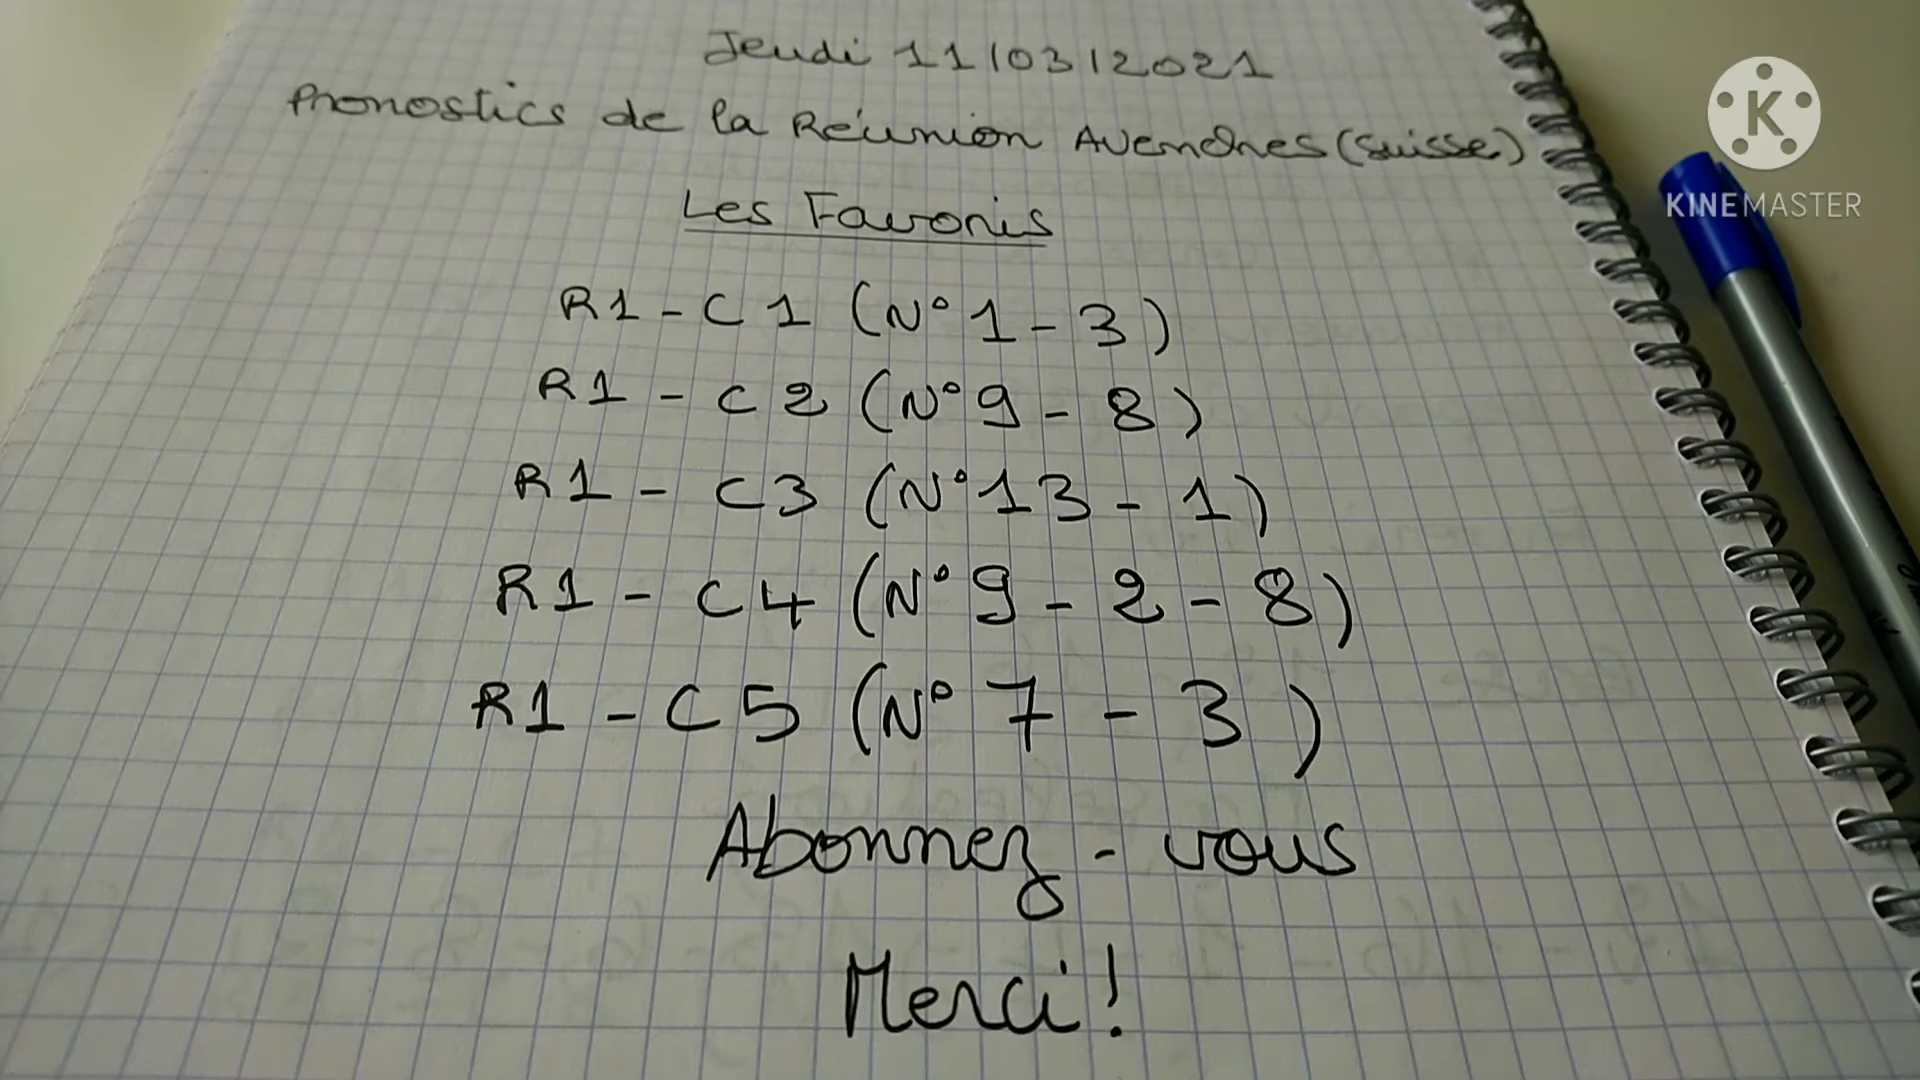 Jeudi 11/03/2021
Pronostics de la Réunion Avendres (Suisse)
Les Favoris
R1 - C1 (N° 1 - 3)
R1 - C2 (N° 9 - 8)
R1 - C3 (N° 13 - 1)
R1 - C4 (N° 9 - 2 - 8)
R1 - C5 (N° 7 - 3)
Abonnez - vous
Merci !
K
KINEMASTER